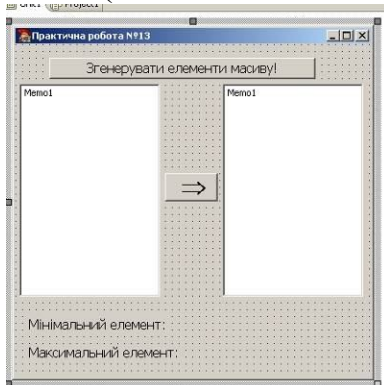 Unit1 Project1
Практична робота №13
Згенерувати елементи масиву!
Memo1 Memo1
Мінімальний елемент:
Максимальний елемент: